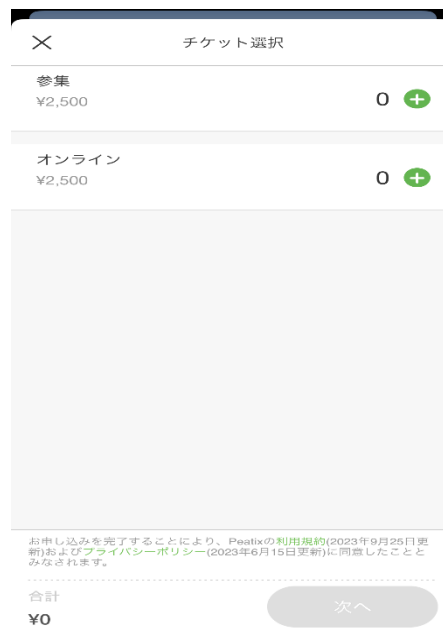 チケット選択
参集
¥2,500
0
オンライン
¥2,500
0
お申し込みを完了することにより、Peatixの利用規約(2023年9月25日更
新)およびプライバシーポリシー(2023年6月15日更新)に同意したことと
みなされます。
合計
¥0
次へ